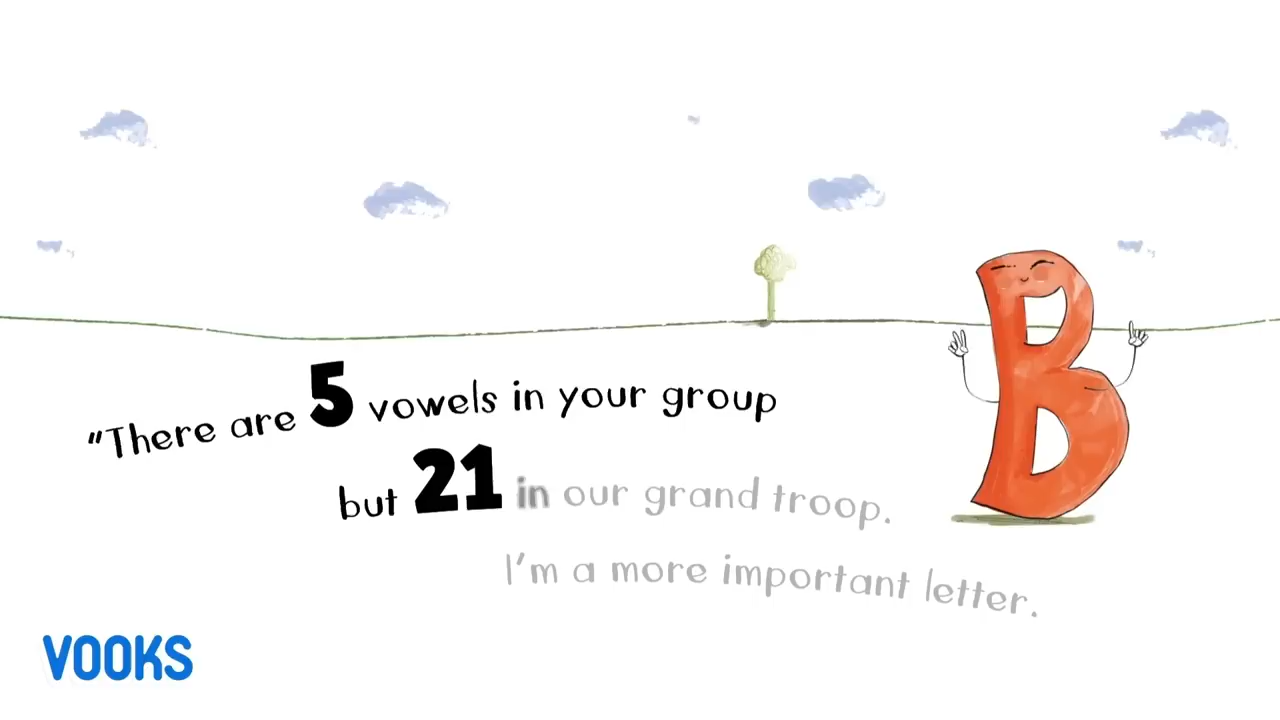 "There are 5 vowels in your group
but 21 in our grand troop.
I'm a more important letter.
B
VOOKS